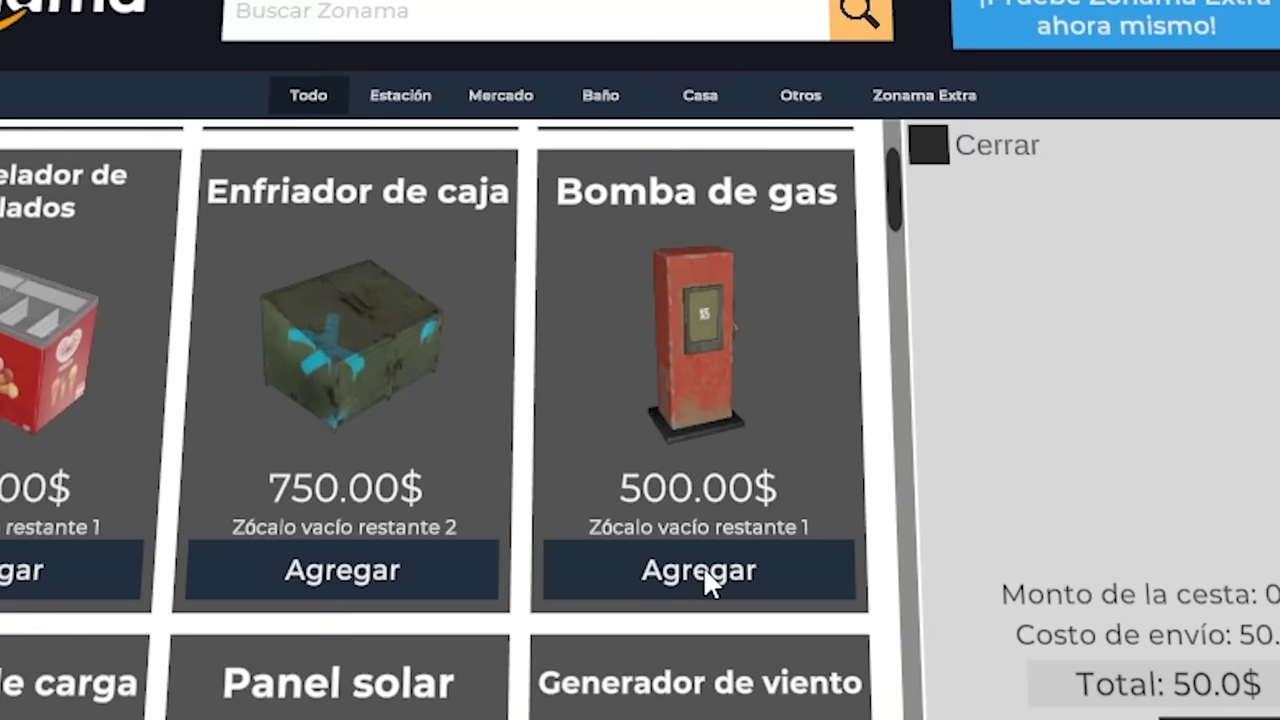 Buscar Zonama
ahora mismo!
Todo
Estación
Mercado
Baño
Casa
Otros
Zonama Extra
Cerrar
elador de
lados
00$
restante 1
gar
Enfriador de caja
750.00$
Zócalo vacío restante 2
Agregar
Bomba de gas
15
500.00$
Zócalo vacío restante 1
Agregar
Monto de la cesta: 0
Costo de envío: 50.
Total: 50.0$
de carga
Panel solar
Generador de viento